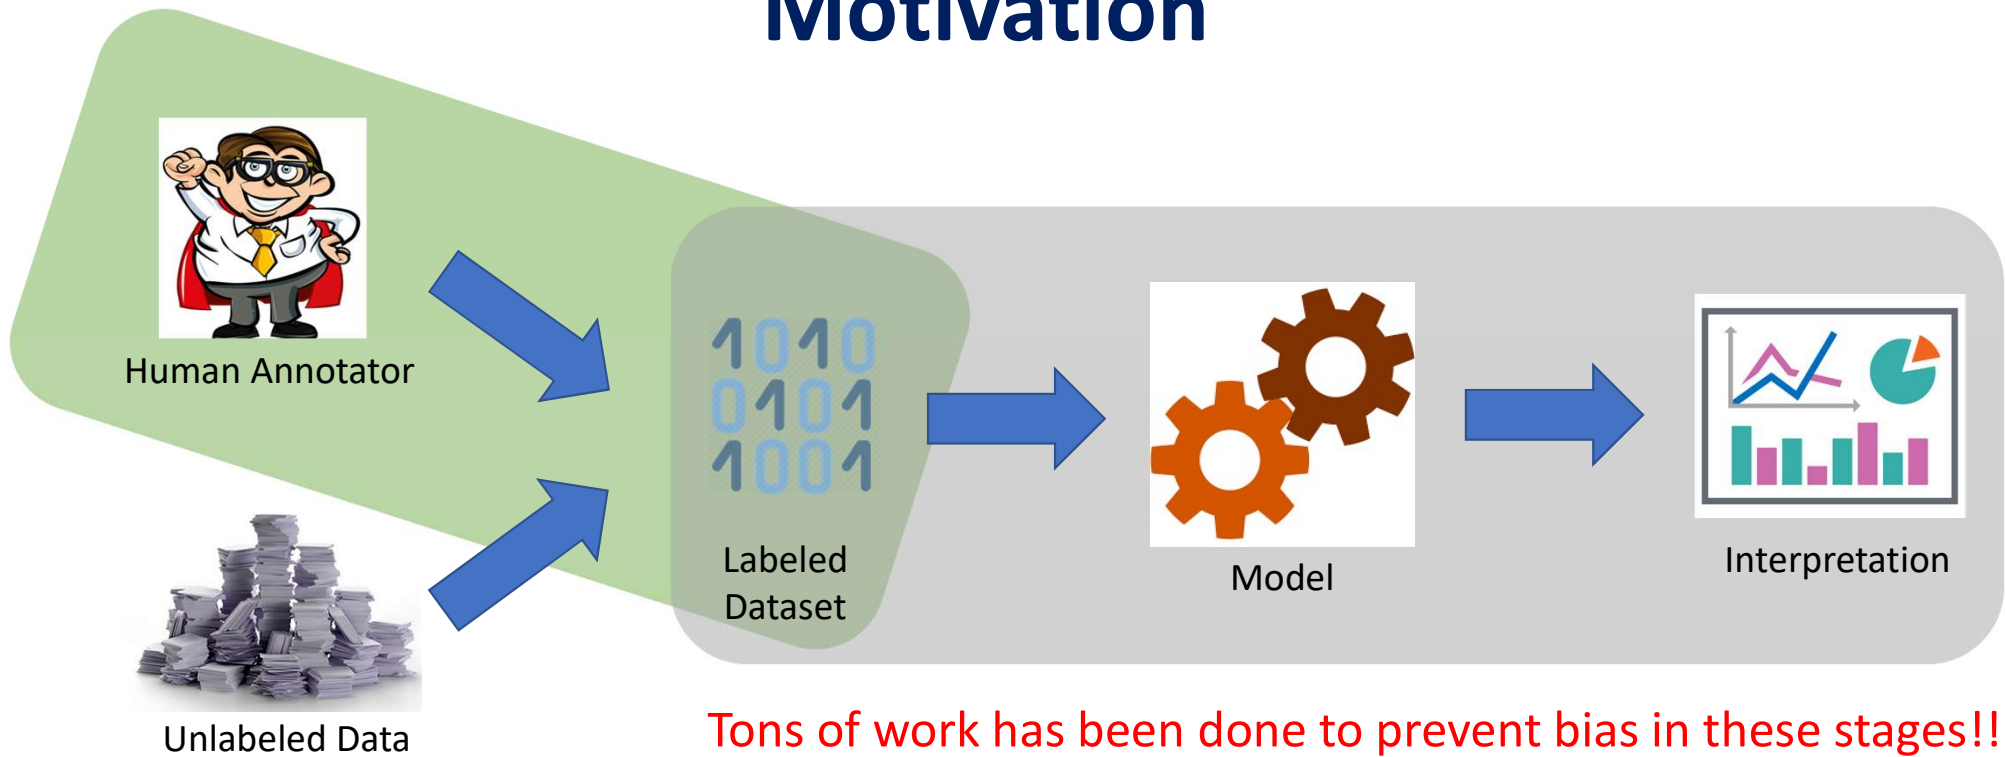 Motivation
Human Annotator
1010
0101
1001
Labeled
Dataset
Model
Interpretation
Unlabeled Data
Tons of work has been done to prevent bias in these stages!!